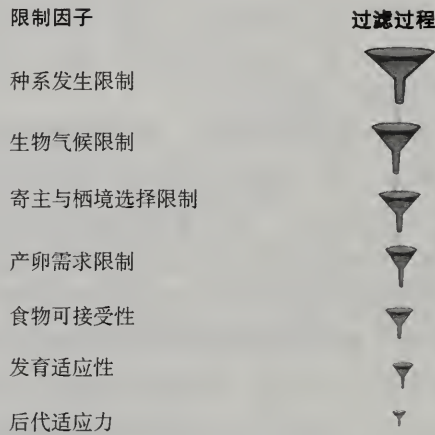 限制因子 过滤过程
种系发生限制
生物气候限制
寄主与栖境选择限制
产卵需求限制
食物可接受性
发育适应性
后代适应力